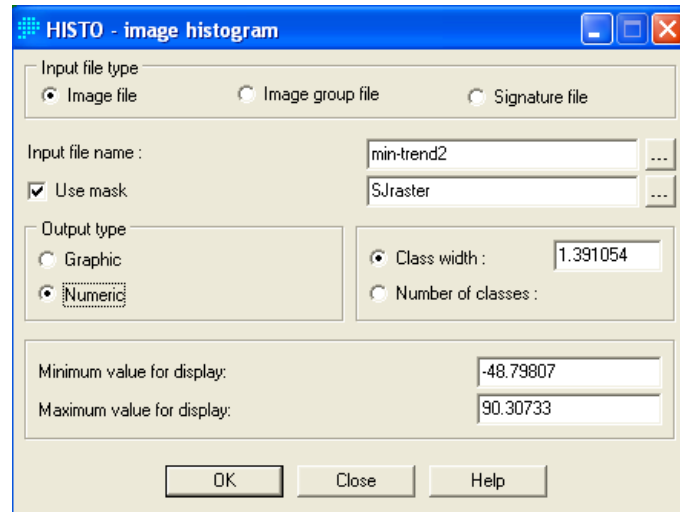 HISTO - image histogram
Input file type
Image file Image group file Signature file
Input file name : min-trend2 ...
Use mask SJraster ...
Output type
Graphic Class width : 1.391054
Numeric Number of classes :
Minimum value for display: -48.79807
Maximum value for display: 90.30733
OK Close Help